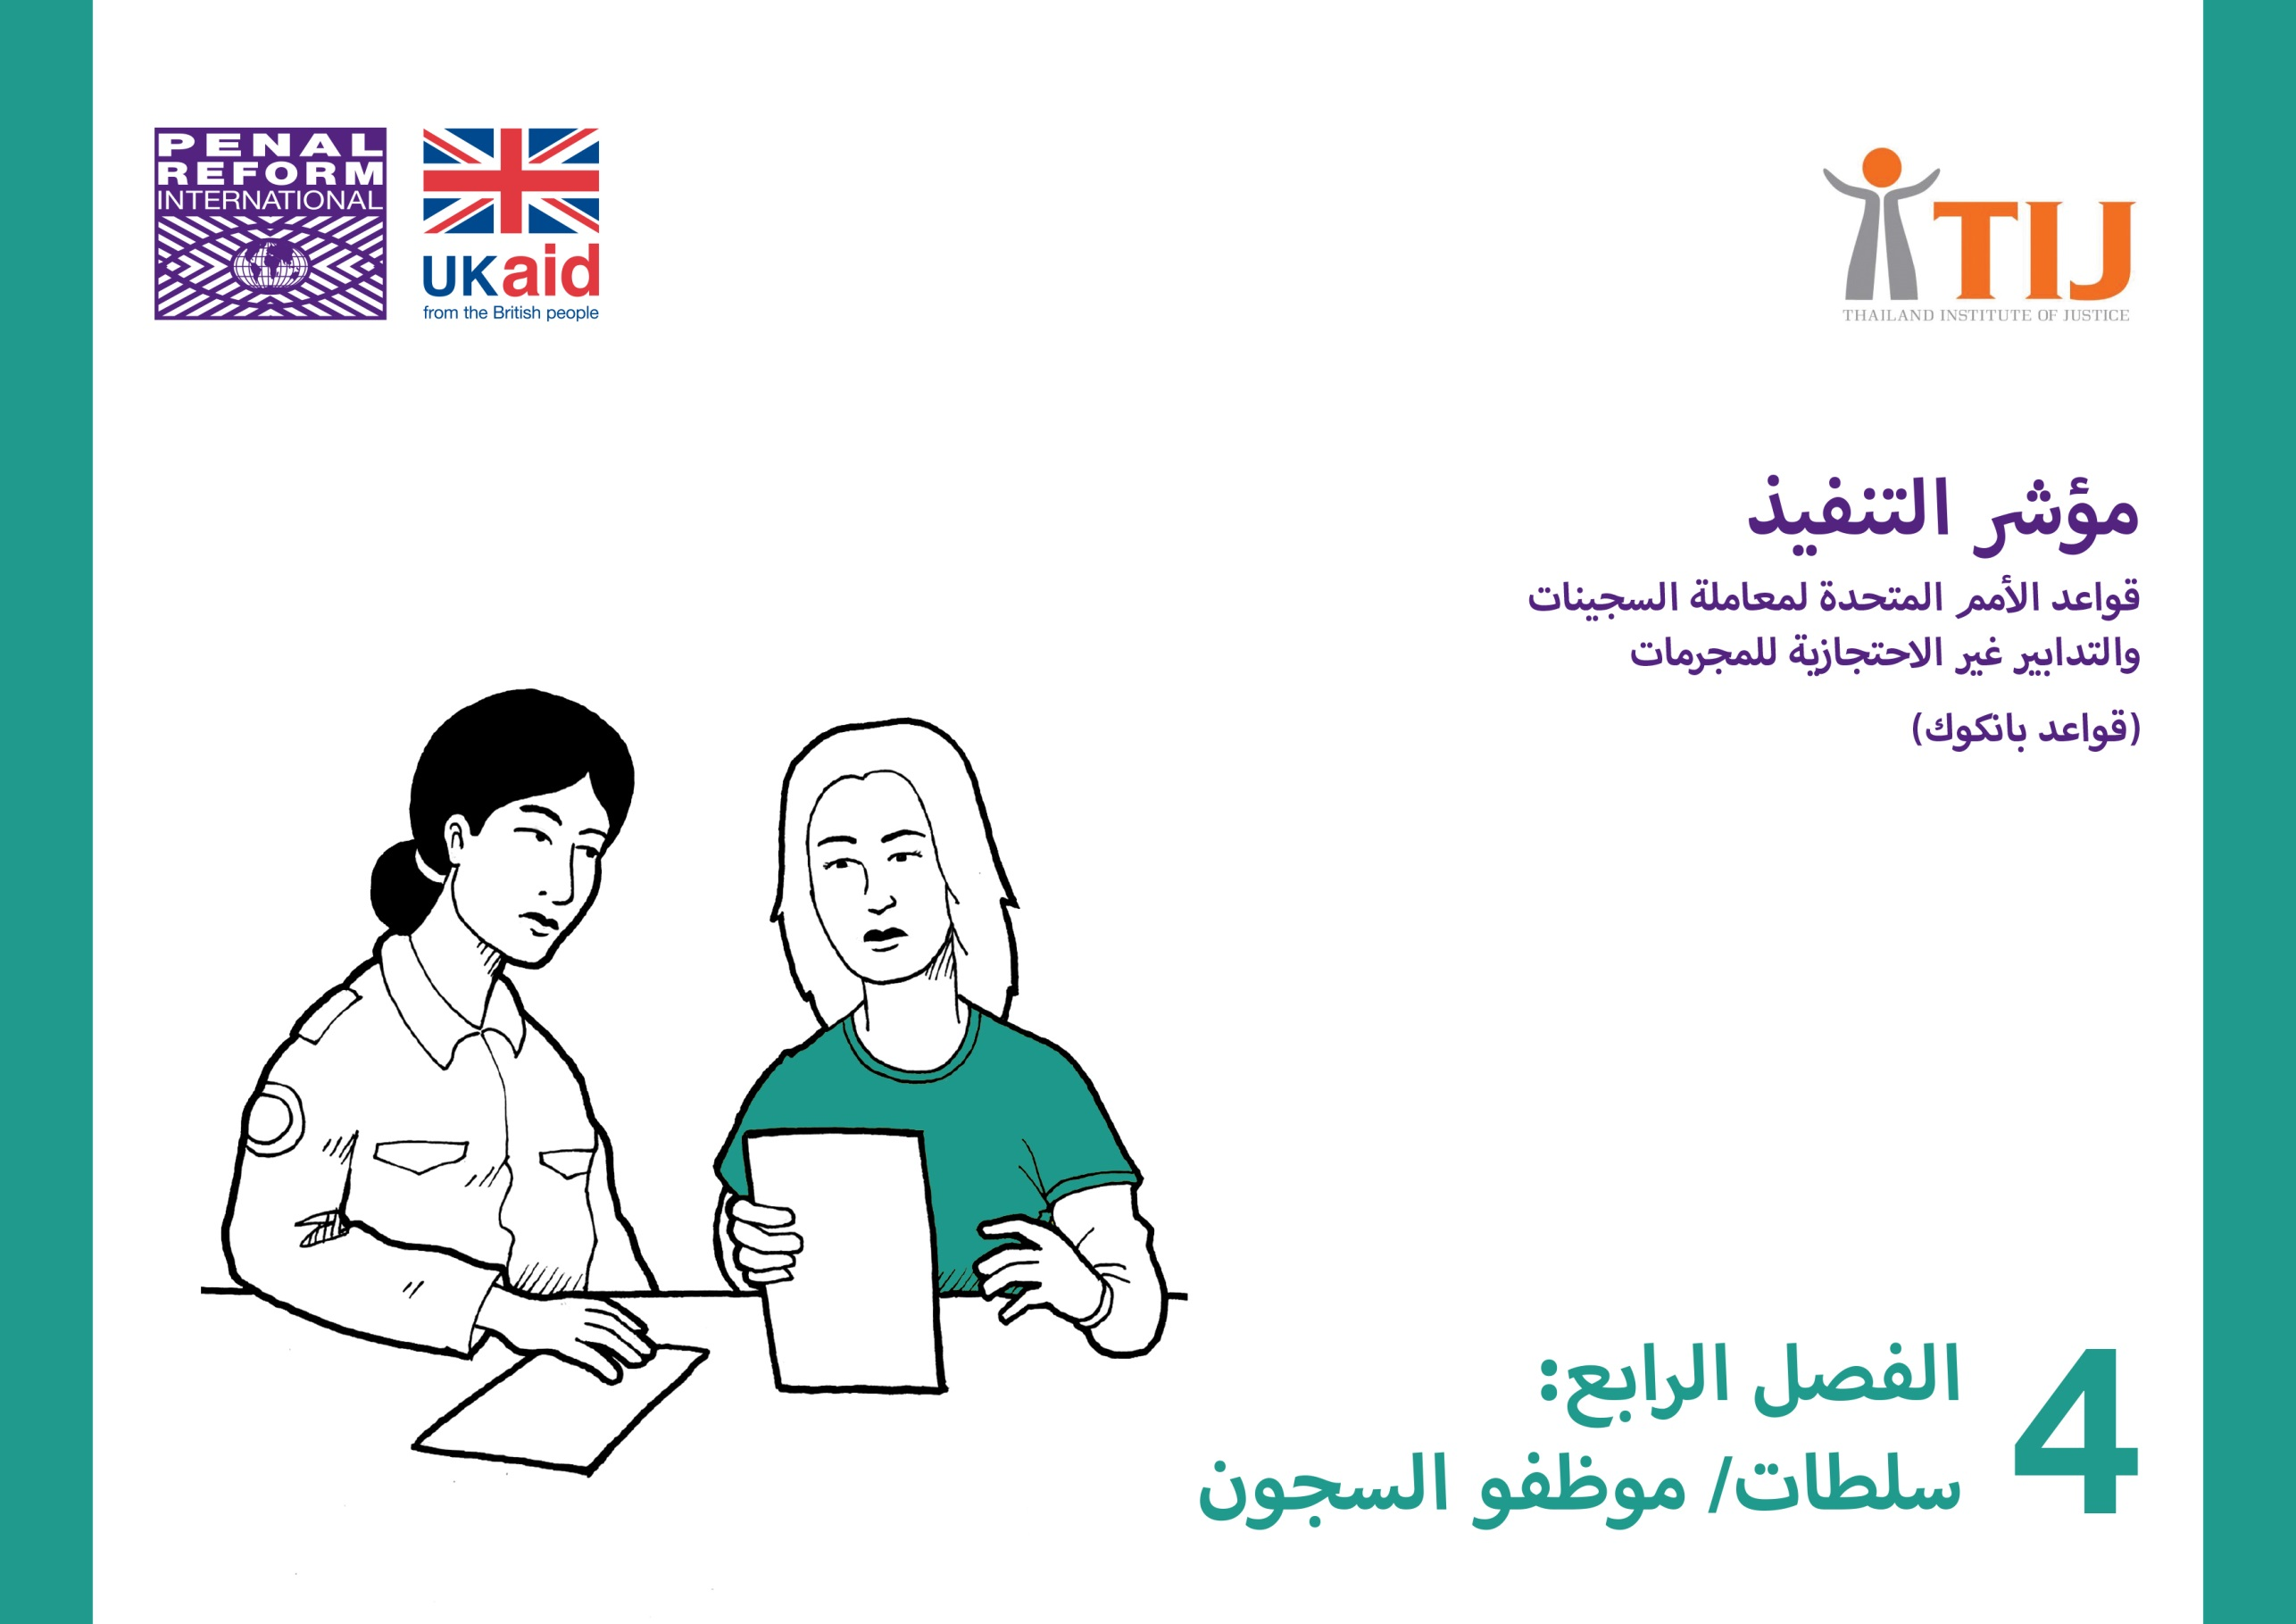 PENAL
REFORM
INTERNATIONAL
UKaid
from the British people
TIJ
THAILAND INSTITUTE OF JUSTICE
مؤشر التنفيذ
قواعد الأمم المتحدة لمعاملة السجينات
والتدابير غير الاحتجازية للمجرمات
(قواعد بانكوك)
4
الفصل الرابع:
سلطات/ موظفو السجون